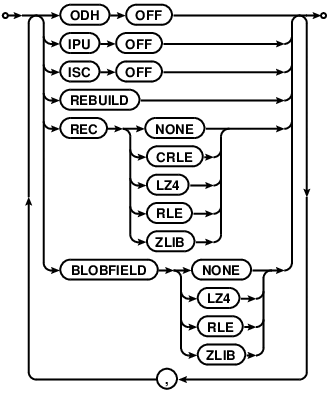 ODH OFF
IPU OFF
ISC OFF
REBUILD
REC NONE
CRLE
LZ4
RLE
ZLIB
BLOBFIELD NONE
LZ4
RLE
ZLIB
,